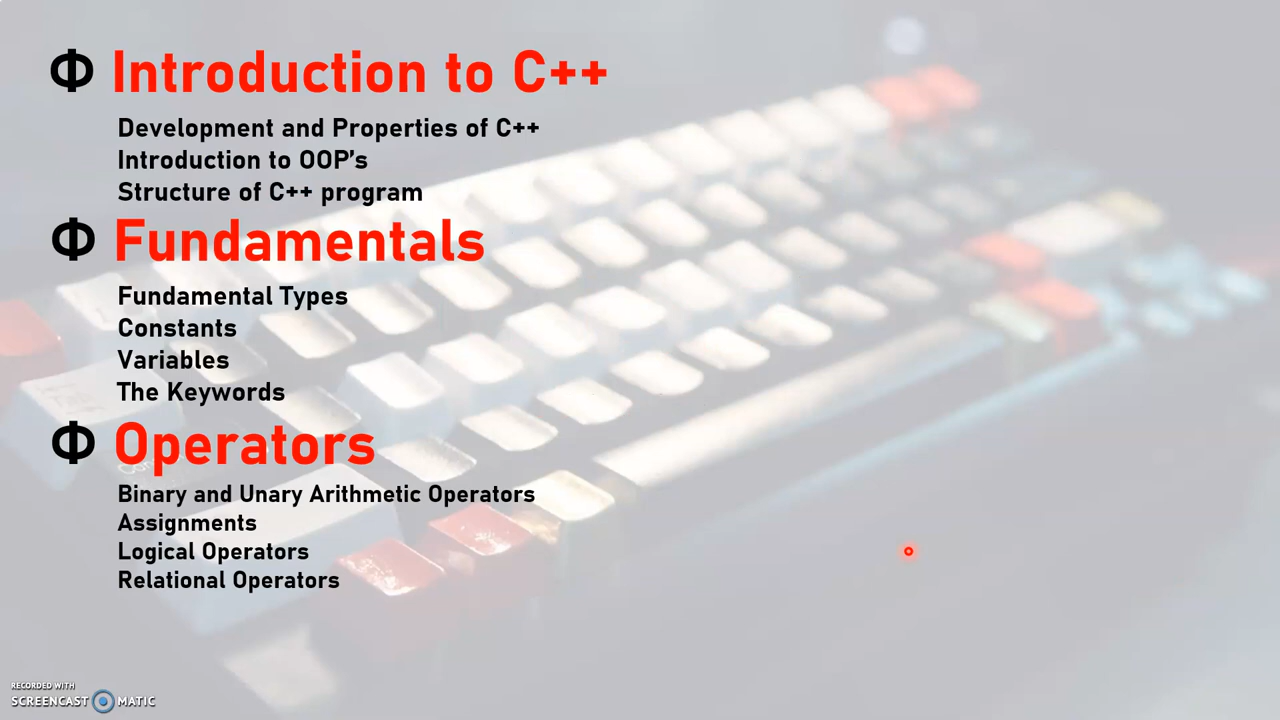 Φ Introduction to C++
Development and Properties of C++
Introduction to OOP's
Structure of C++ program
Φ Fundamentals
Fundamental Types
Constants
Variables
The Keywords
Φ Operators
Binary and Unary Arithmetic Operators
Assignments
Logical Operators
Relational Operators
RECORDED WITH
SCREENCAST MATIC